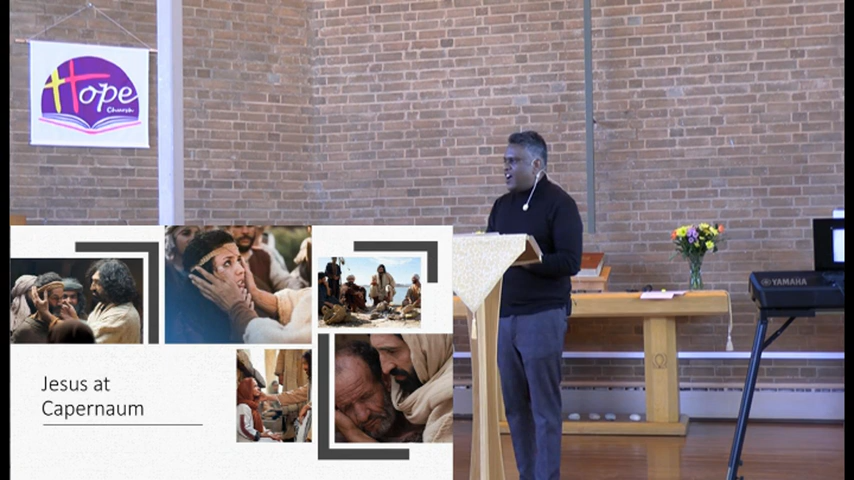 Hope
Church
Jesus at
Capernaum
YAMAHA